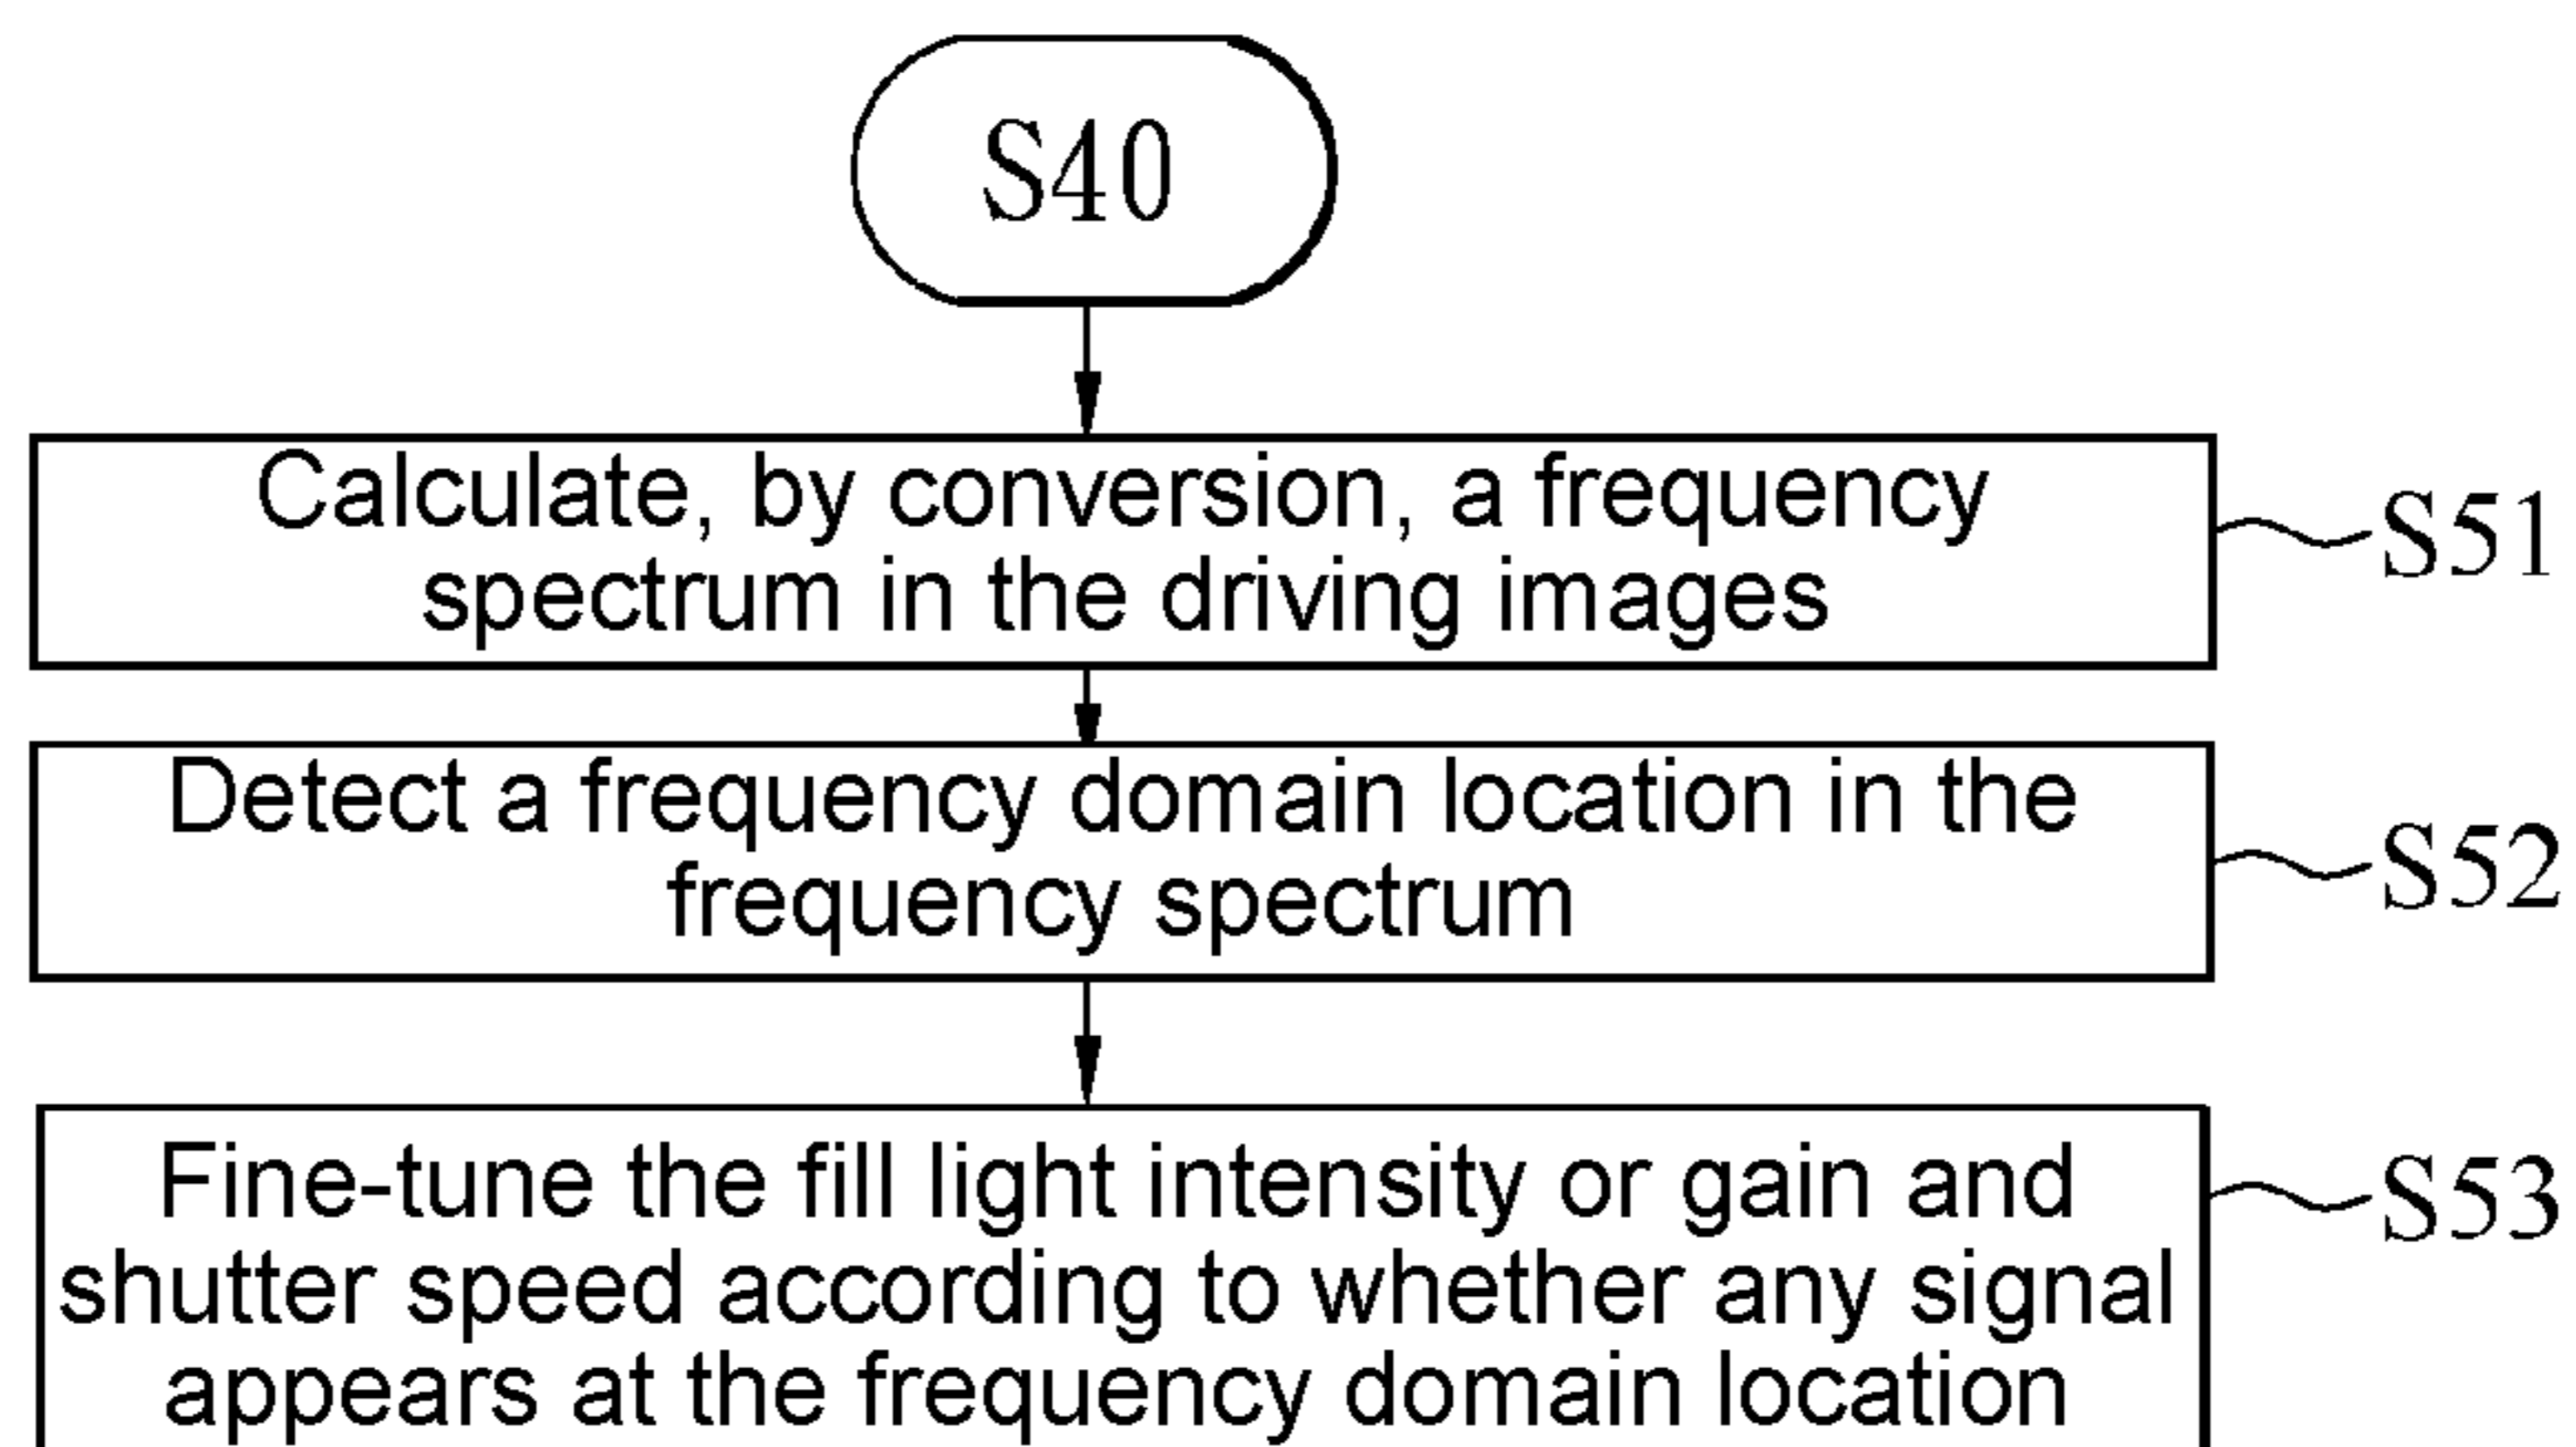 S40
Calculate, by conversion, a frequency
spectrum in the driving images
S51
Detect a frequency domain location in the
frequency spectrum
S52
Fine-tune the fill light intensity or gain and
shutter speed according to whether any signal
appears at the frequency domain location
S53